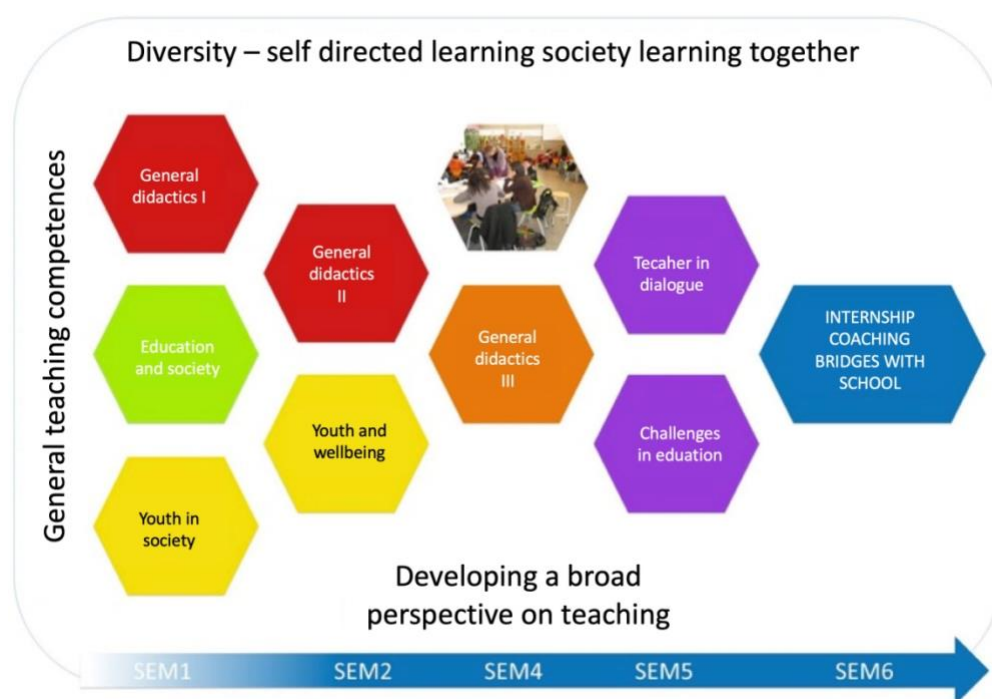 Diversity – self directed learning society learning together
General teaching competences
General
didactics I
Education
and society
Youth in
society
General
didactics
II
Youth and
wellbeing
General
didactics
III
Tecaher in
dialogue
Challenges
in eduation
INTERNSHIP
COACHING
BRIDGES WITH
SCHOOL
Developing a broad
perspective on teaching
SEM1 SEM2 SEM4 SEM5 SEM6